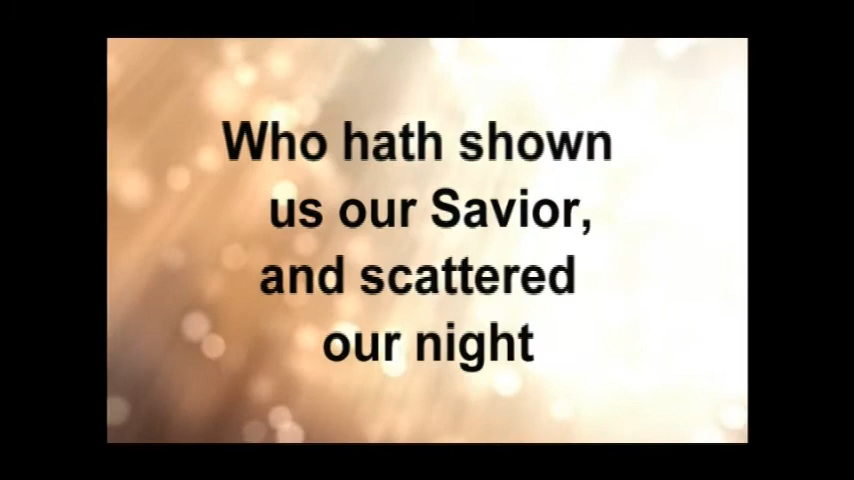 Who hath shown
us our Savior,
and scattered
our night